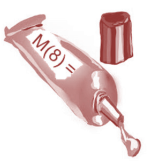 M(8) =